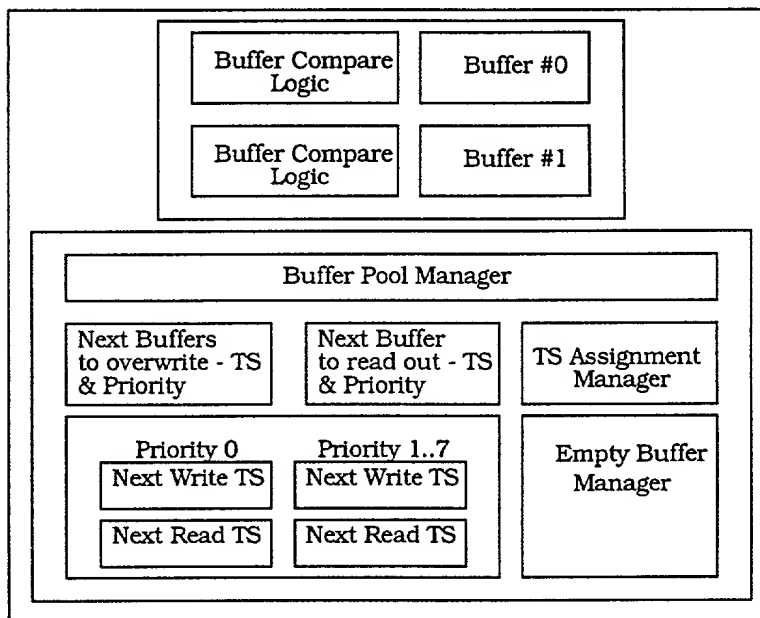 Buffer Compare
Logic
Buffer #0
Buffer Compare
Logic
Buffer #1
Buffer Pool Manager
Next Buffers
to overwrite - TS
& Priority
Next Buffer
to read out - TS
& Priority
TS Assignment
Manager
Priority 0
Next Write TS
Next Read TS
Priority 1..7
Next Write TS
Next Read TS
Empty Buffer
Manager